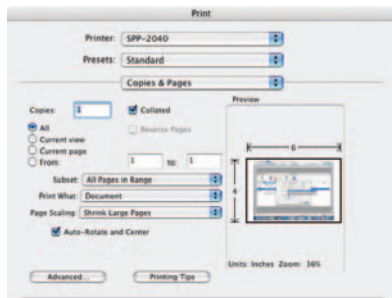 Print
Printer: SPP-2040
Presets: Standard
Copies & Pages
Copies: 1
Collated
All
Reverse Pages
Current view
Current page
From: 1 to: 1
Subset: All Pages in Range
Print What: Document
Page Scaling: Shrink Large Pages
Auto-Rotate and Center
Preview
6
4
Units: Inches Zoom: 36%
Advanced...
Printing Tips